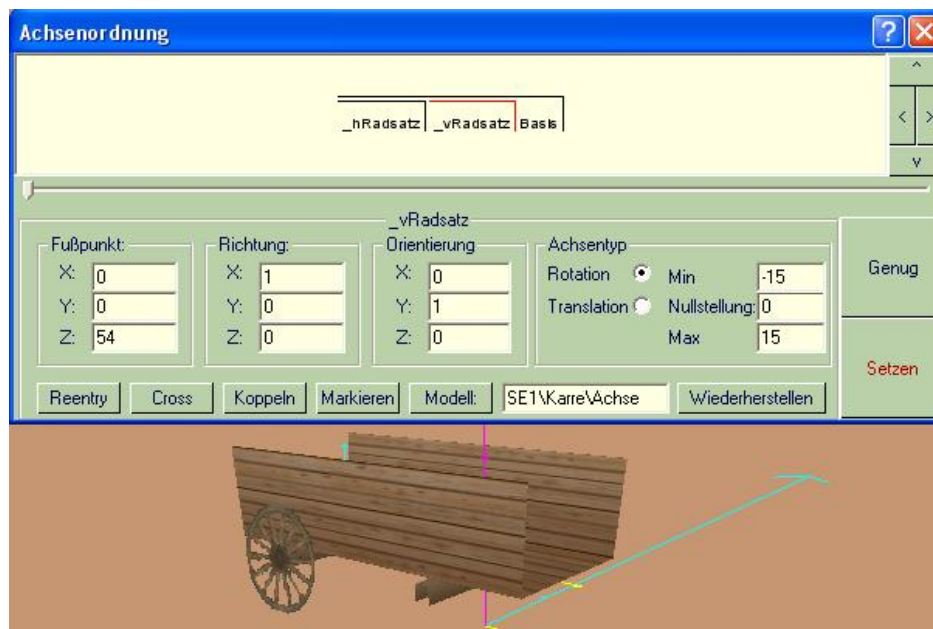 Achsenordnung ?
^
_hRadsatz _vRadsatz Basis
< >
v
_vRadsatz
Fußpunkt: Richtung: Orientierung Achsentyp
X: 0 X: 1 X: 0 Rotation Min -15 Genug
Y: 0 Y: 0 Y: 1 Translation Nullstellung: 0
Z: 54 Z: 0 Z: 0 Max 15 Setzen
Reentry Cross Koppeln Markieren Modell: SE1\Karre\Achse Wiederherstellen